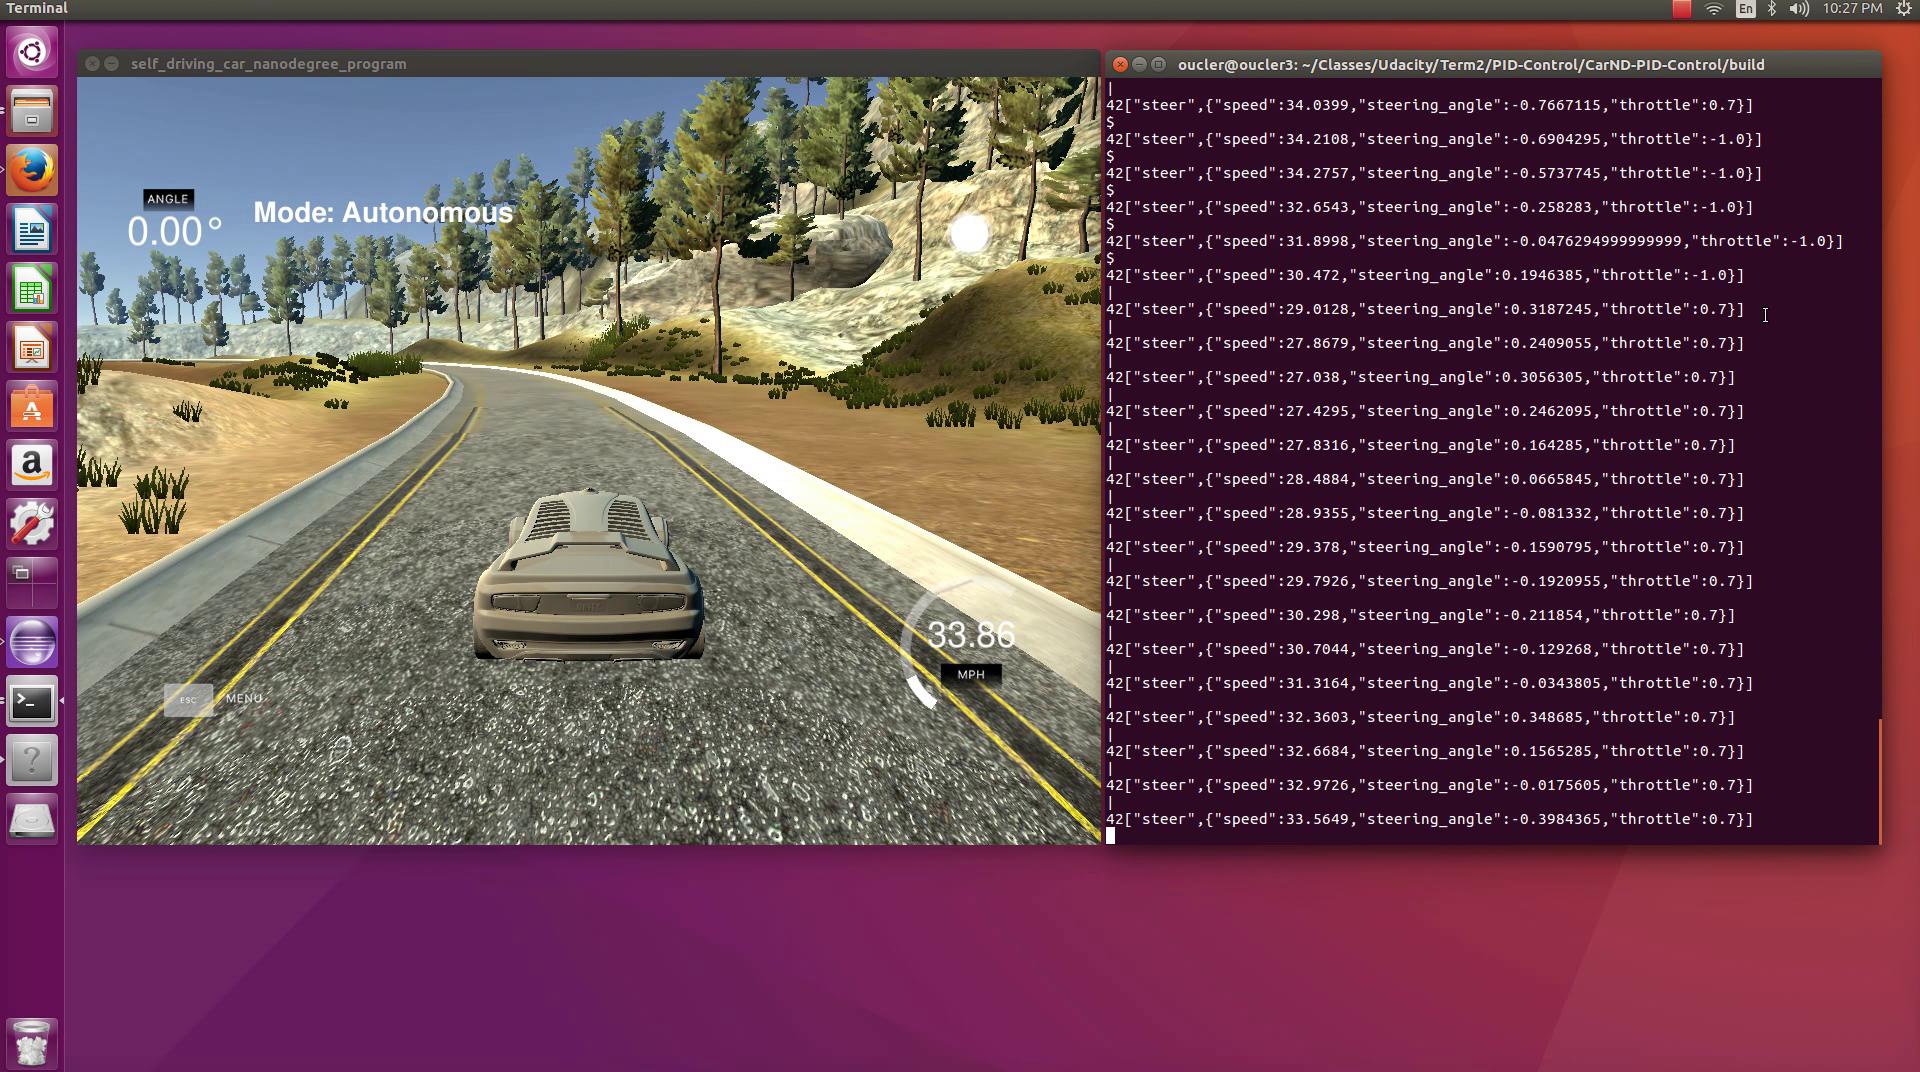 Terminal
En
10:27 PM
self_driving_car_nanodegree_program
ANGLE
0.00°
Mode: Autonomous
33.86
MPH
ESC
MENU
oucler@oucler3: ~/Classes/Udacity/Term2/PID-Control/CarND-PID-Control/build
|
42["steer",{"speed":34.0399,"steering_angle":-0.7667115,"throttle":0.7}]
$
42["steer",{"speed":34.2108,"steering_angle":-0.6904295,"throttle":-1.0}]
$
42["steer",{"speed":34.2757,"steering_angle":-0.5737745,"throttle":-1.0}]
$
42["steer",{"speed":32.6543,"steering_angle":-0.258283,"throttle":-1.0}]
$
42["steer",{"speed":31.8998,"steering_angle":-0.0476294999999999,"throttle":-1.0}]
$
42["steer",{"speed":30.472,"steering_angle":0.1946385,"throttle":-1.0}]
|
42["steer",{"speed":29.0128,"steering_angle":0.3187245,"throttle":0.7}]
|
42["steer",{"speed":27.8679,"steering_angle":0.2409055,"throttle":0.7}]
|
42["steer",{"speed":27.038,"steering_angle":0.3056305,"throttle":0.7}]
|
42["steer",{"speed":27.4295,"steering_angle":0.2462095,"throttle":0.7}]
|
42["steer",{"speed":27.8316,"steering_angle":0.164285,"throttle":0.7}]
|
42["steer",{"speed":28.4884,"steering_angle":0.0665845,"throttle":0.7}]
|
42["steer",{"speed":28.9355,"steering_angle":-0.081332,"throttle":0.7}]
|
42["steer",{"speed":29.378,"steering_angle":-0.1590795,"throttle":0.7}]
|
42["steer",{"speed":29.7926,"steering_angle":-0.1920955,"throttle":0.7}]
|
42["steer",{"speed":30.298,"steering_angle":-0.211854,"throttle":0.7}]
|
42["steer",{"speed":30.7044,"steering_angle":-0.129268,"throttle":0.7}]
|
42["steer",{"speed":31.3164,"steering_angle":-0.0343805,"throttle":0.7}]
|
42["steer",{"speed":32.3603,"steering_angle":0.348685,"throttle":0.7}]
|
42["steer",{"speed":32.6684,"steering_angle":0.1565285,"throttle":0.7}]
|
42["steer",{"speed":32.9726,"steering_angle":-0.0175605,"throttle":0.7}]
|
42["steer",{"speed":33.5649,"steering_angle":-0.3984365,"throttle":0.7}]